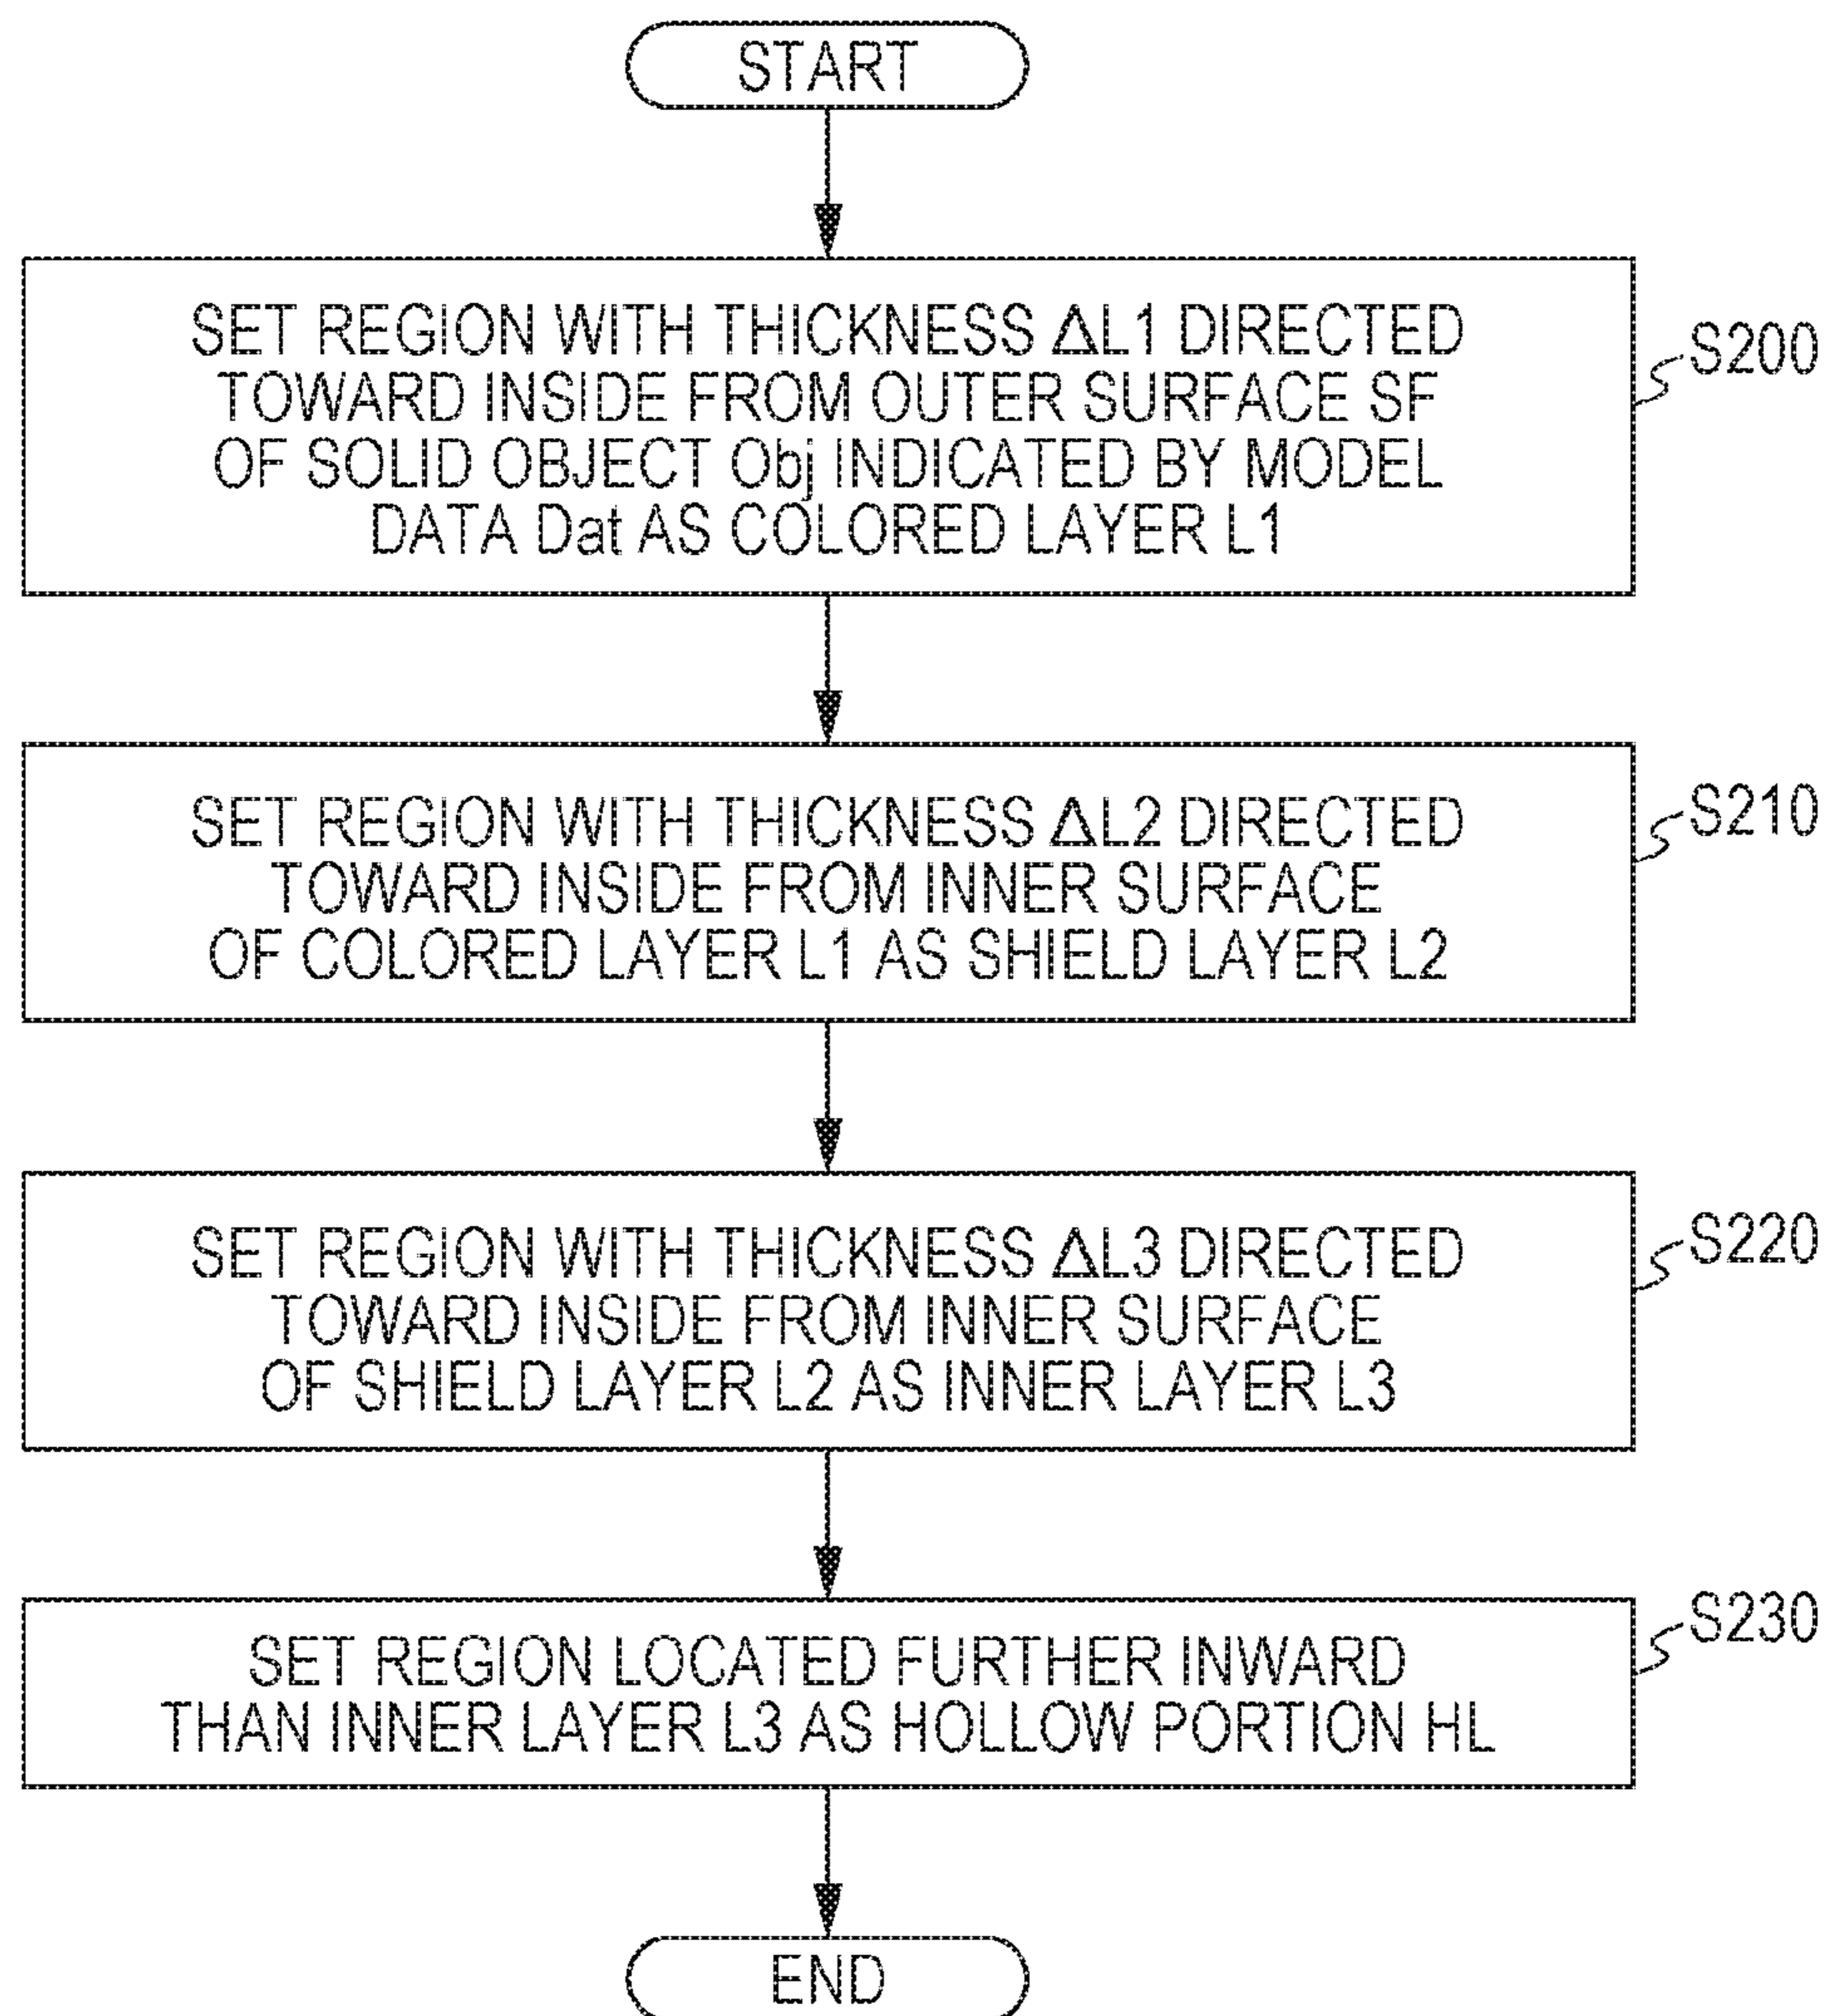 START
SET REGION WITH THICKNESS ΔL1 DIRECTED
TOWARD INSIDE FROM OUTER SURFACE SF
OF SOLID OBJECT Obj INDICATED BY MODEL
DATA Dat AS COLORED LAYER L1
S200
SET REGION WITH THICKNESS ΔL2 DIRECTED
TOWARD INSIDE FROM INNER SURFACE
OF COLORED LAYER L1 AS SHIELD LAYER L2
S210
SET REGION WITH THICKNESS ΔL3 DIRECTED
TOWARD INSIDE FROM INNER SURFACE
OF SHIELD LAYER L2 AS INNER LAYER L3
S220
SET REGION LOCATED FURTHER INWARD
THAN INNER LAYER L3 AS HOLLOW PORTION HL
S230
END